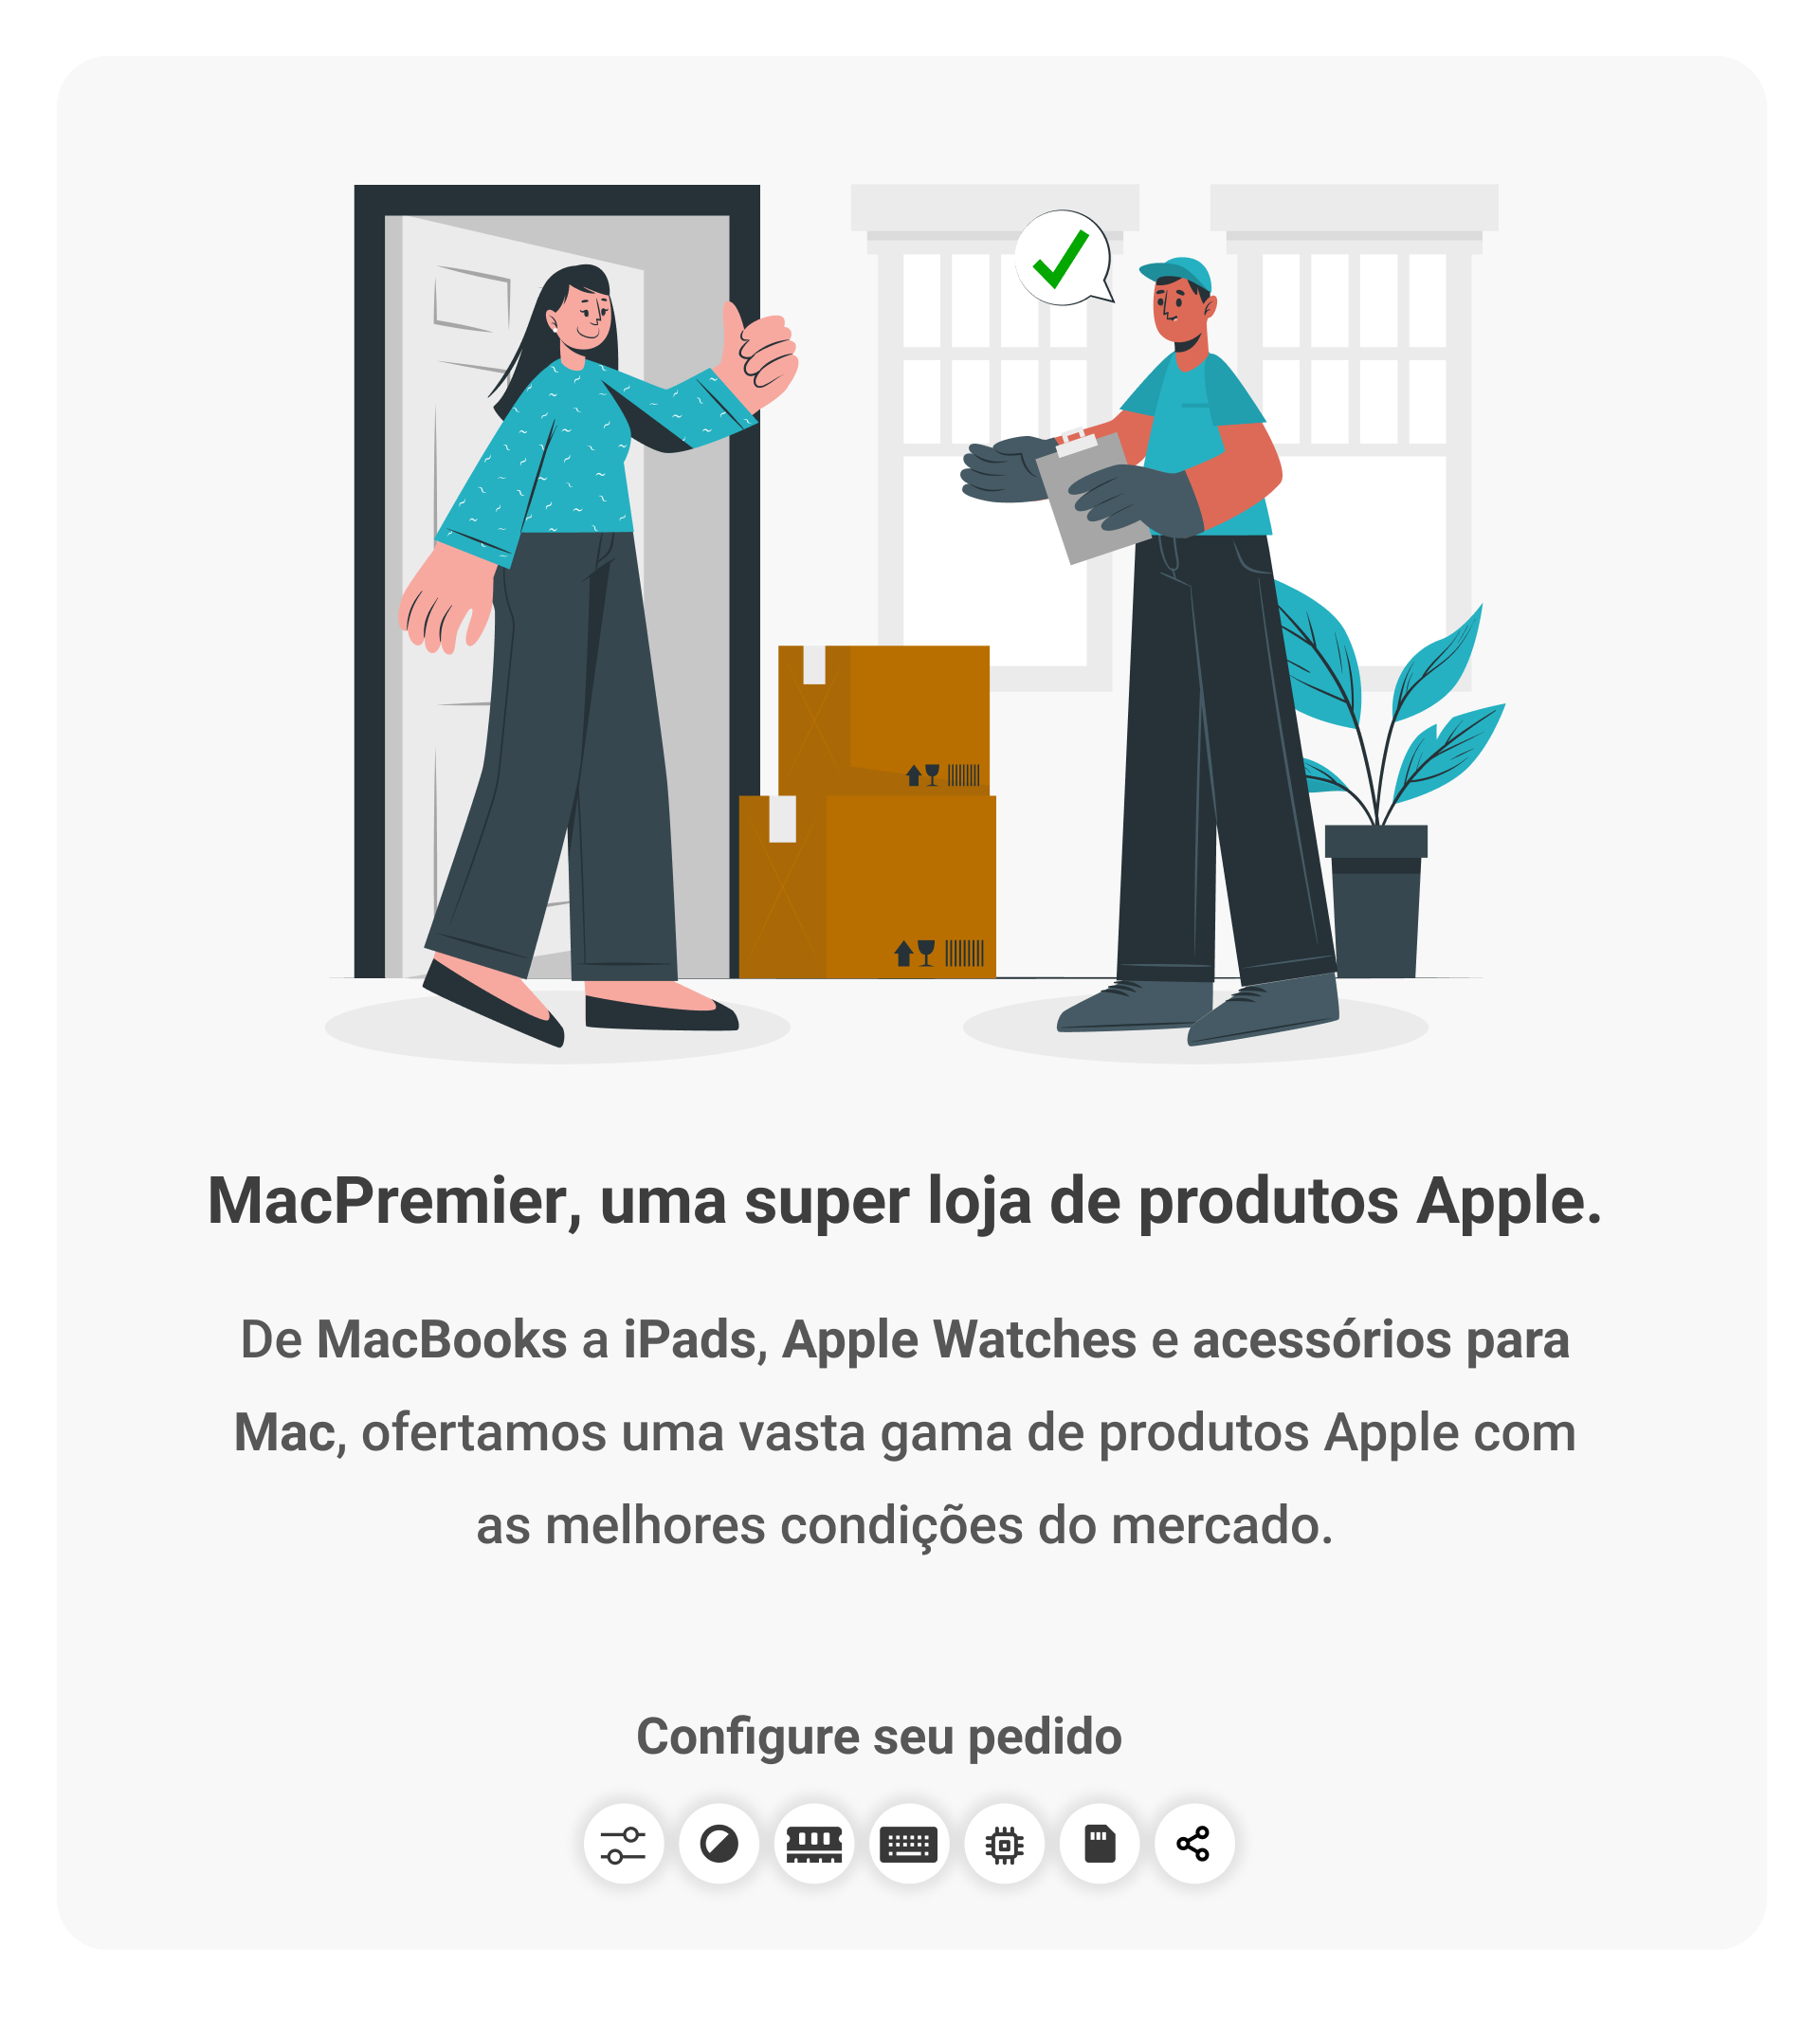 MacPremier, uma super loja de produtos Apple.
De MacBooks a iPads, Apple Watches e acessórios para
Mac, ofertamos uma vasta gama de produtos Apple com
as melhores condições do mercado.
Configure seu pedido